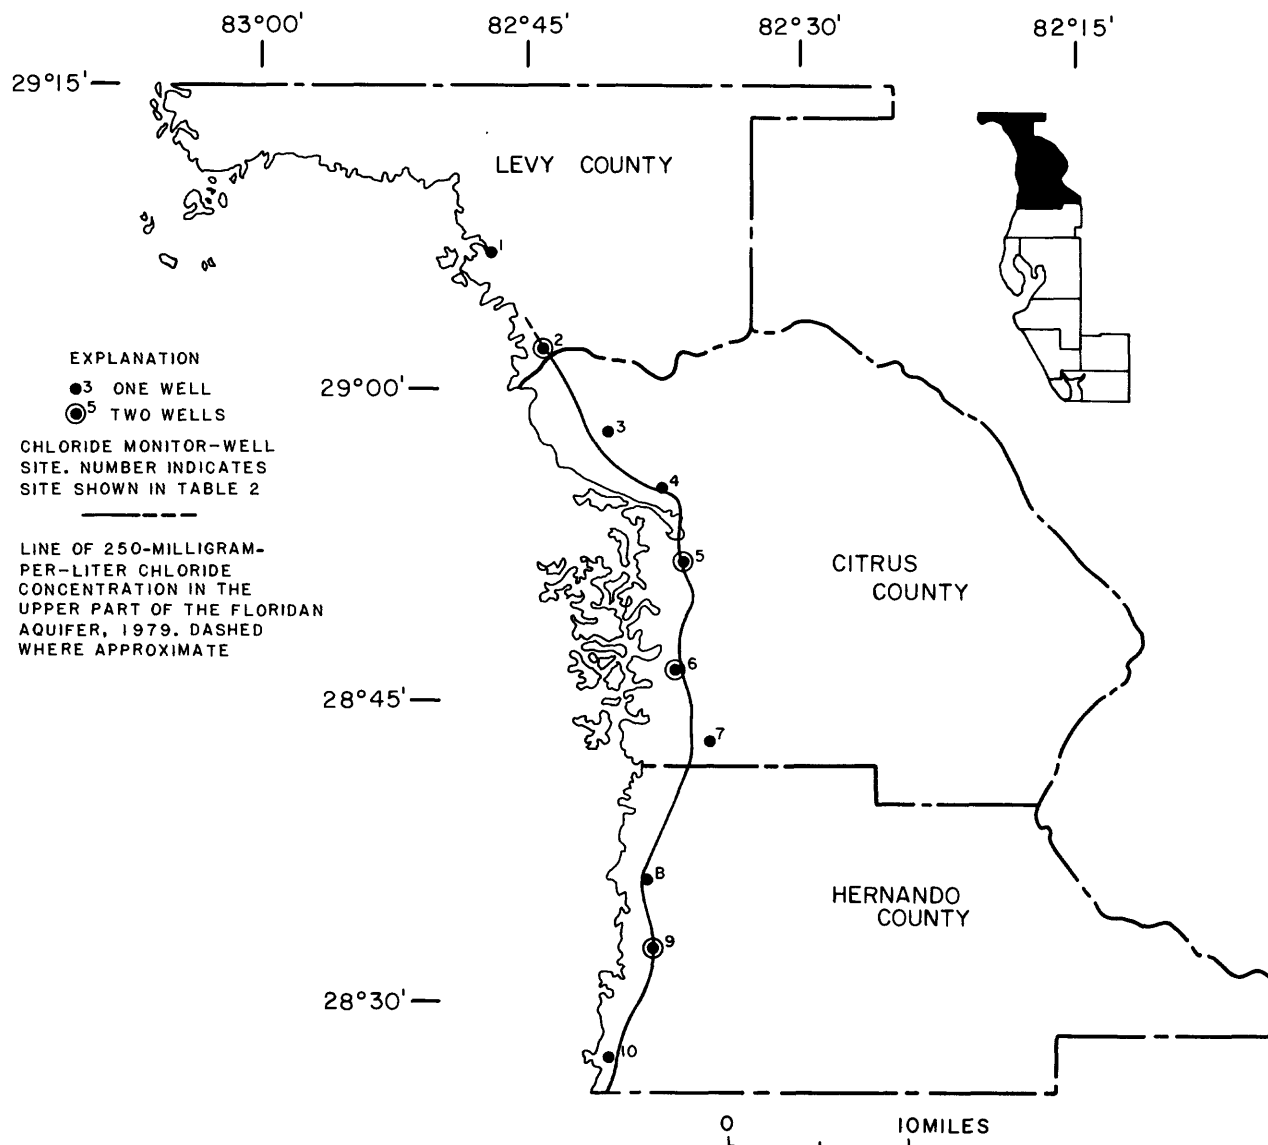 83°00' 82°45' 82°30' 82°15'
29°15'
LEVY COUNTY
1
2
EXPLANATION
3 ONE WELL
5 TWO WELLS
CHLORIDE MONITOR-WELL
SITE. NUMBER INDICATES
SITE SHOWN IN TABLE 2
LINE OF 250-MILLIGRAM-
PER-LITER CHLORIDE
CONCENTRATION IN THE
UPPER PART OF THE FLORIDAN
AQUIFER, 1979. DASHED
WHERE APPROXIMATE
29°00'
3
4
5
CITRUS
COUNTY
6
28°45'
7
8
HERNANDO
COUNTY
9
28°30'
10
0 10 MILES